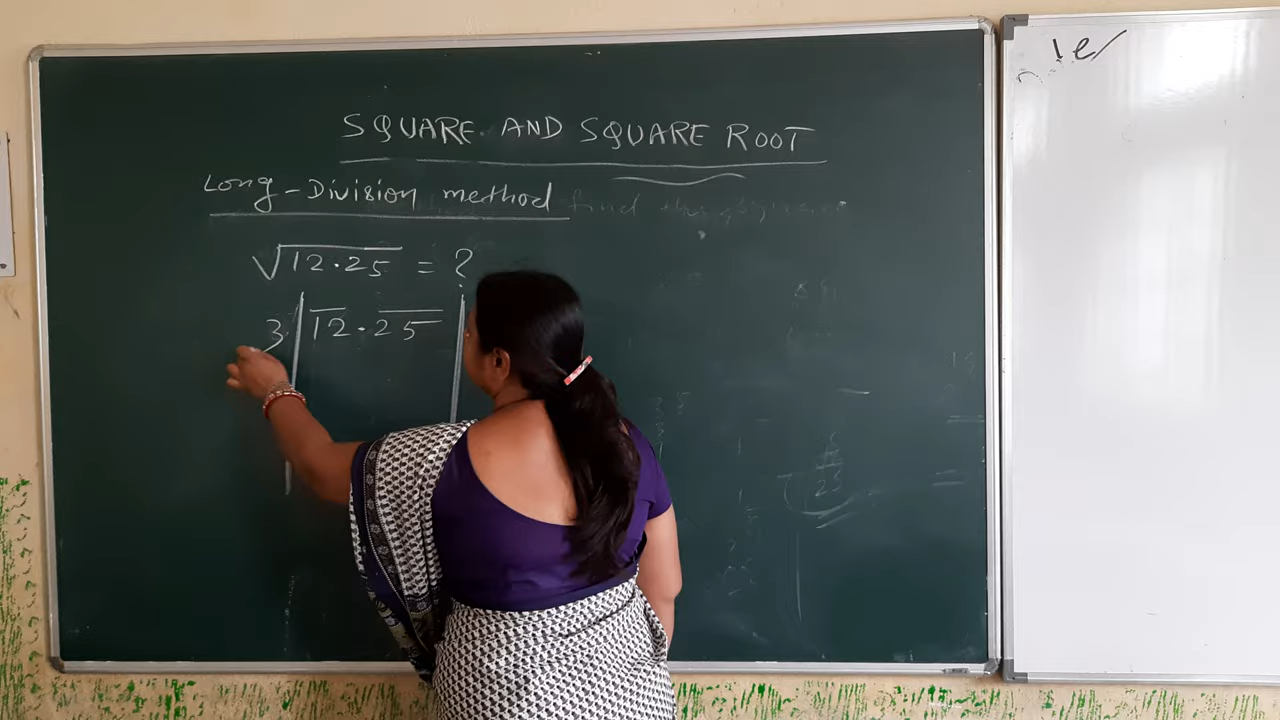 SQUARE AND SQUARE ROOT
Long-Division method
√12.25 = ?
3 12.25